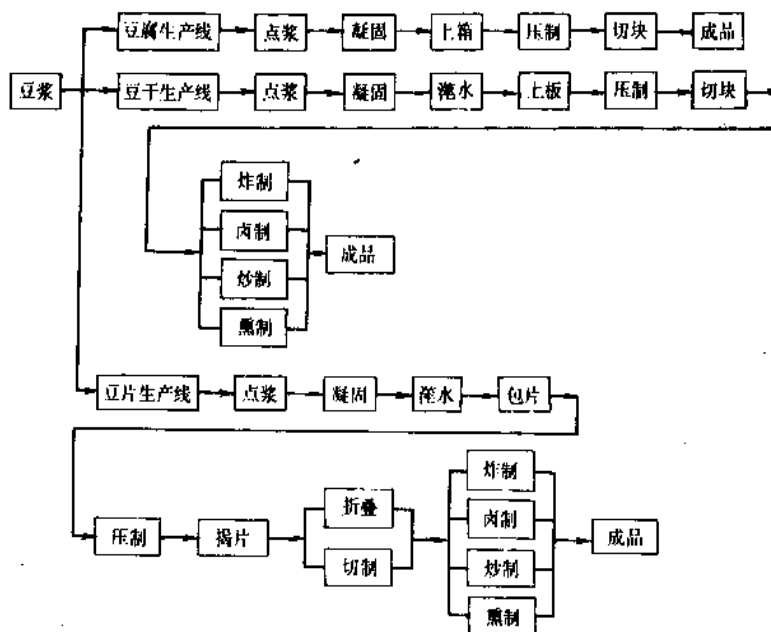 豆腐生产线 点浆 凝固 上箱 压制 切块 成品
豆浆 豆干生产线 点浆 凝固 滗水 上板 压制 切块
炸制
卤制
成品
炒制
熏制
豆片生产线 点浆 凝固 滗水 包片
炸制
折叠
卤制
压制 揭片 成品
切制
炒制
熏制